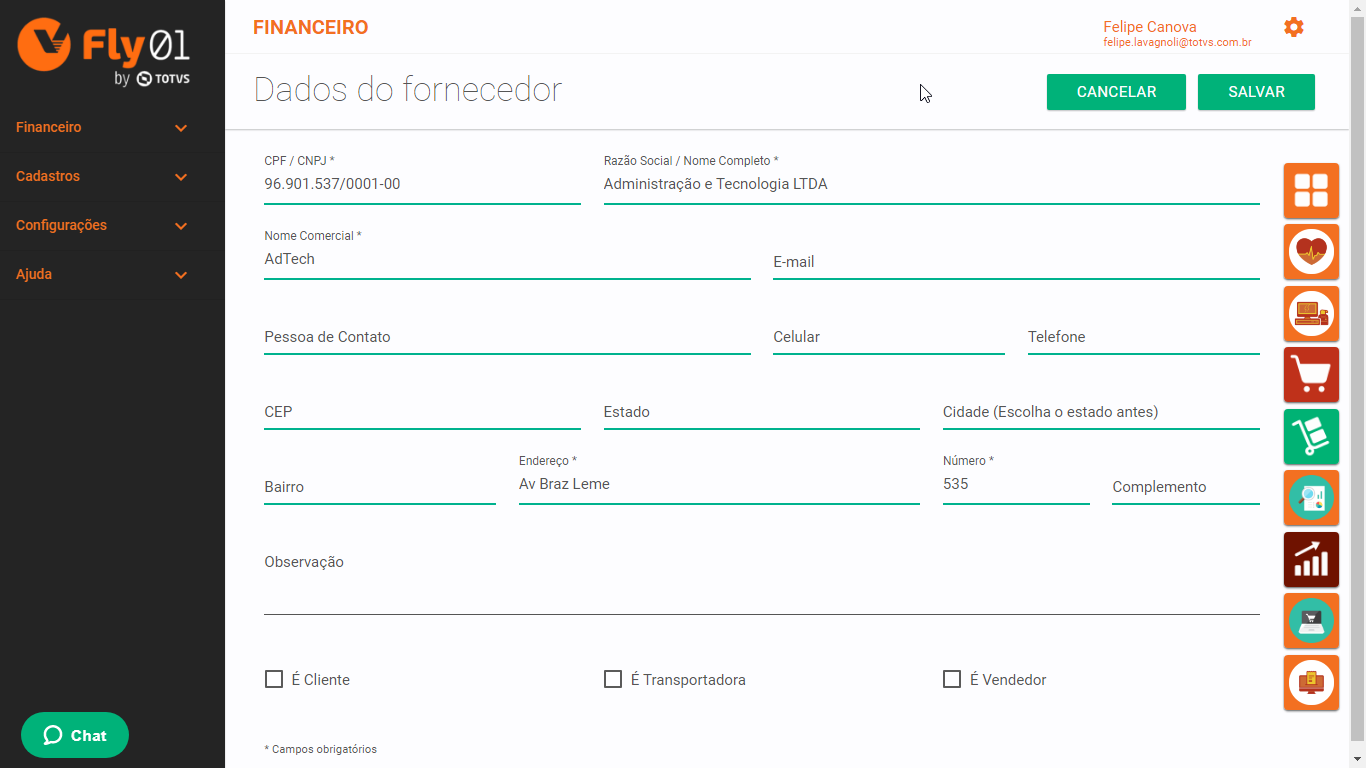 Fly01
by TOTVS
Financeiro
Cadastros
Configurações
Ajuda
Chat
FINANCEIRO
Felipe Canova
felipe.lavagnoli@totvs.com.br
Dados do fornecedor
CANCELAR
SALVAR
CPF / CNPJ *
Razão Social / Nome Completo *
96.901.537/0001-00
Administração e Tecnologia LTDA
Nome Comercial *
AdTech
E-mail
Pessoa de Contato
Celular
Telefone
CEP
Estado
Cidade (Escolha o estado antes)
Bairro
Endereço *
Av Braz Leme
Número *
535
Complemento
Observação
É Cliente
É Transportadora
É Vendedor
* Campos obrigatórios